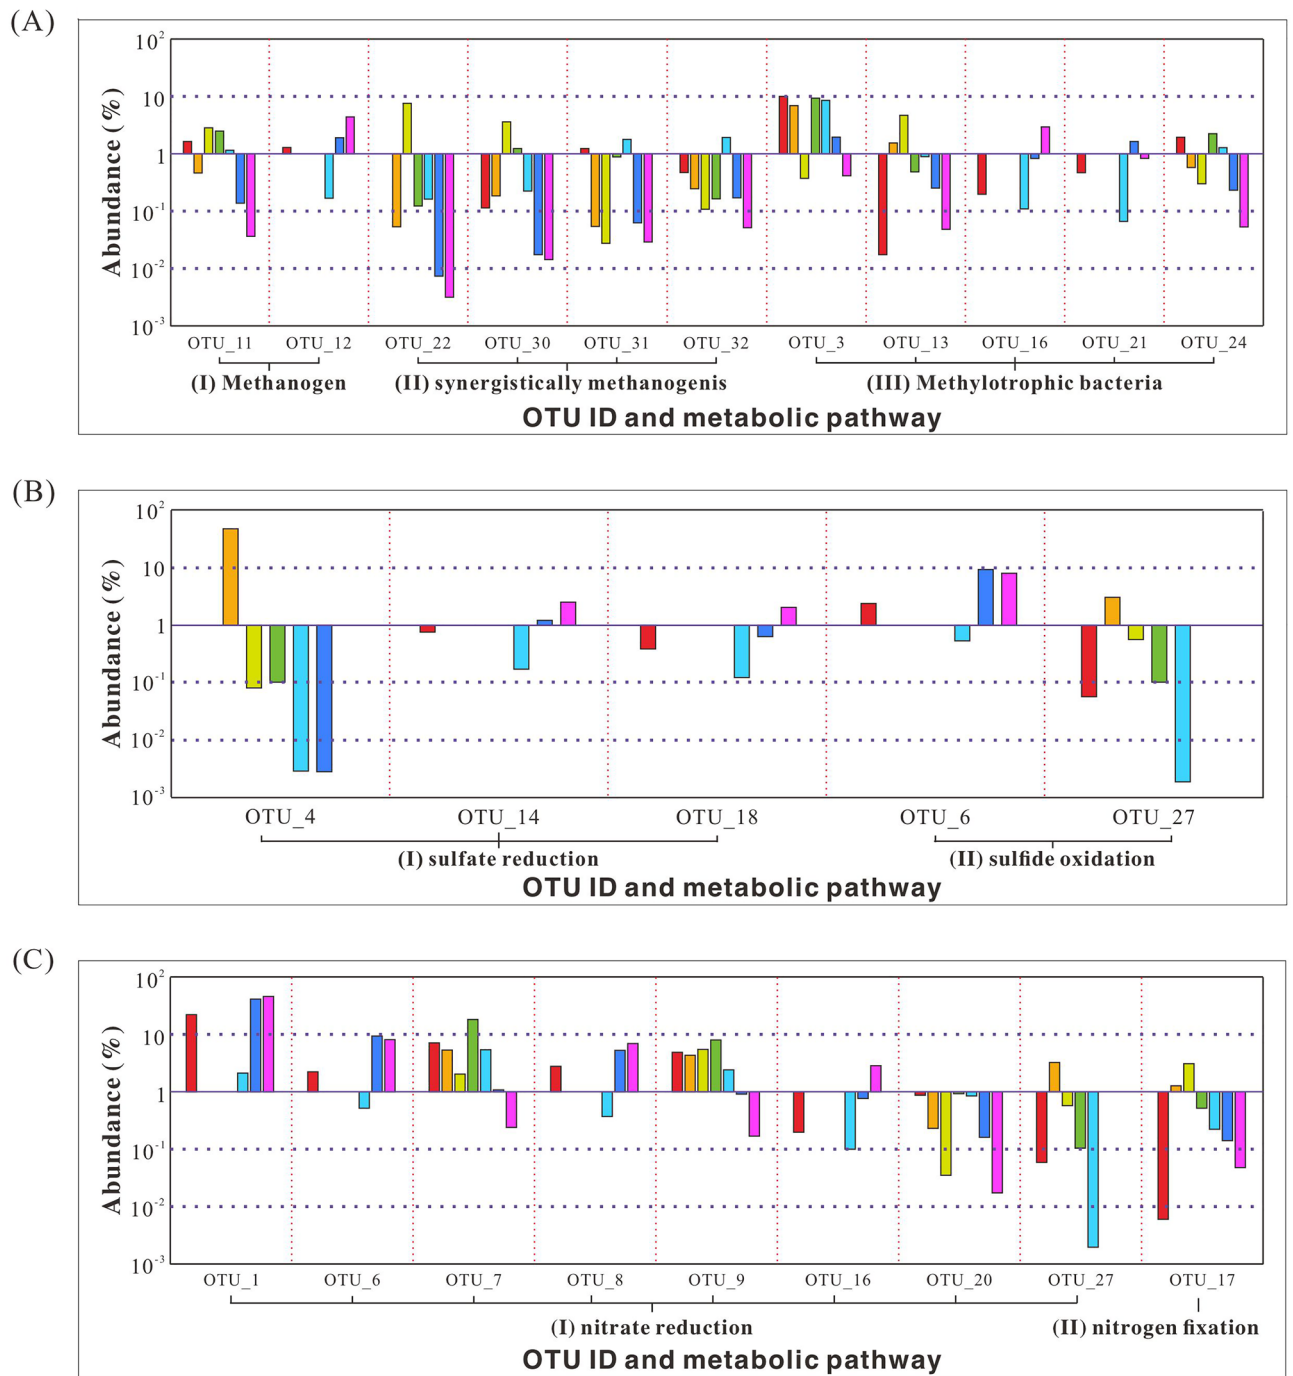 (A)
10²
10
1
10⁻¹
10⁻²
10⁻³
Abundance (%)
OTU_11 OTU_12 OTU_22 OTU_30 OTU_31 OTU_32 OTU_3 OTU_13 OTU_16 OTU_21 OTU_24
(I) Methanogen (II) synergistically methanogenis (III) Methylotrophic bacteria
OTU ID and metabolic pathway
(B)
10²
10
1
10⁻¹
10⁻²
10⁻³
Abundance (%)
OTU_4 OTU_14 OTU_18 OTU_6 OTU_27
(I) sulfate reduction (II) sulfide oxidation
OTU ID and metabolic pathway
(C)
10²
10
1
10⁻¹
10⁻²
10⁻³
Abundance (%)
OTU_1 OTU_6 OTU_7 OTU_8 OTU_9 OTU_16 OTU_20 OTU_27 OTU_17
(I) nitrate reduction (II) nitrogen fixation
OTU ID and metabolic pathway